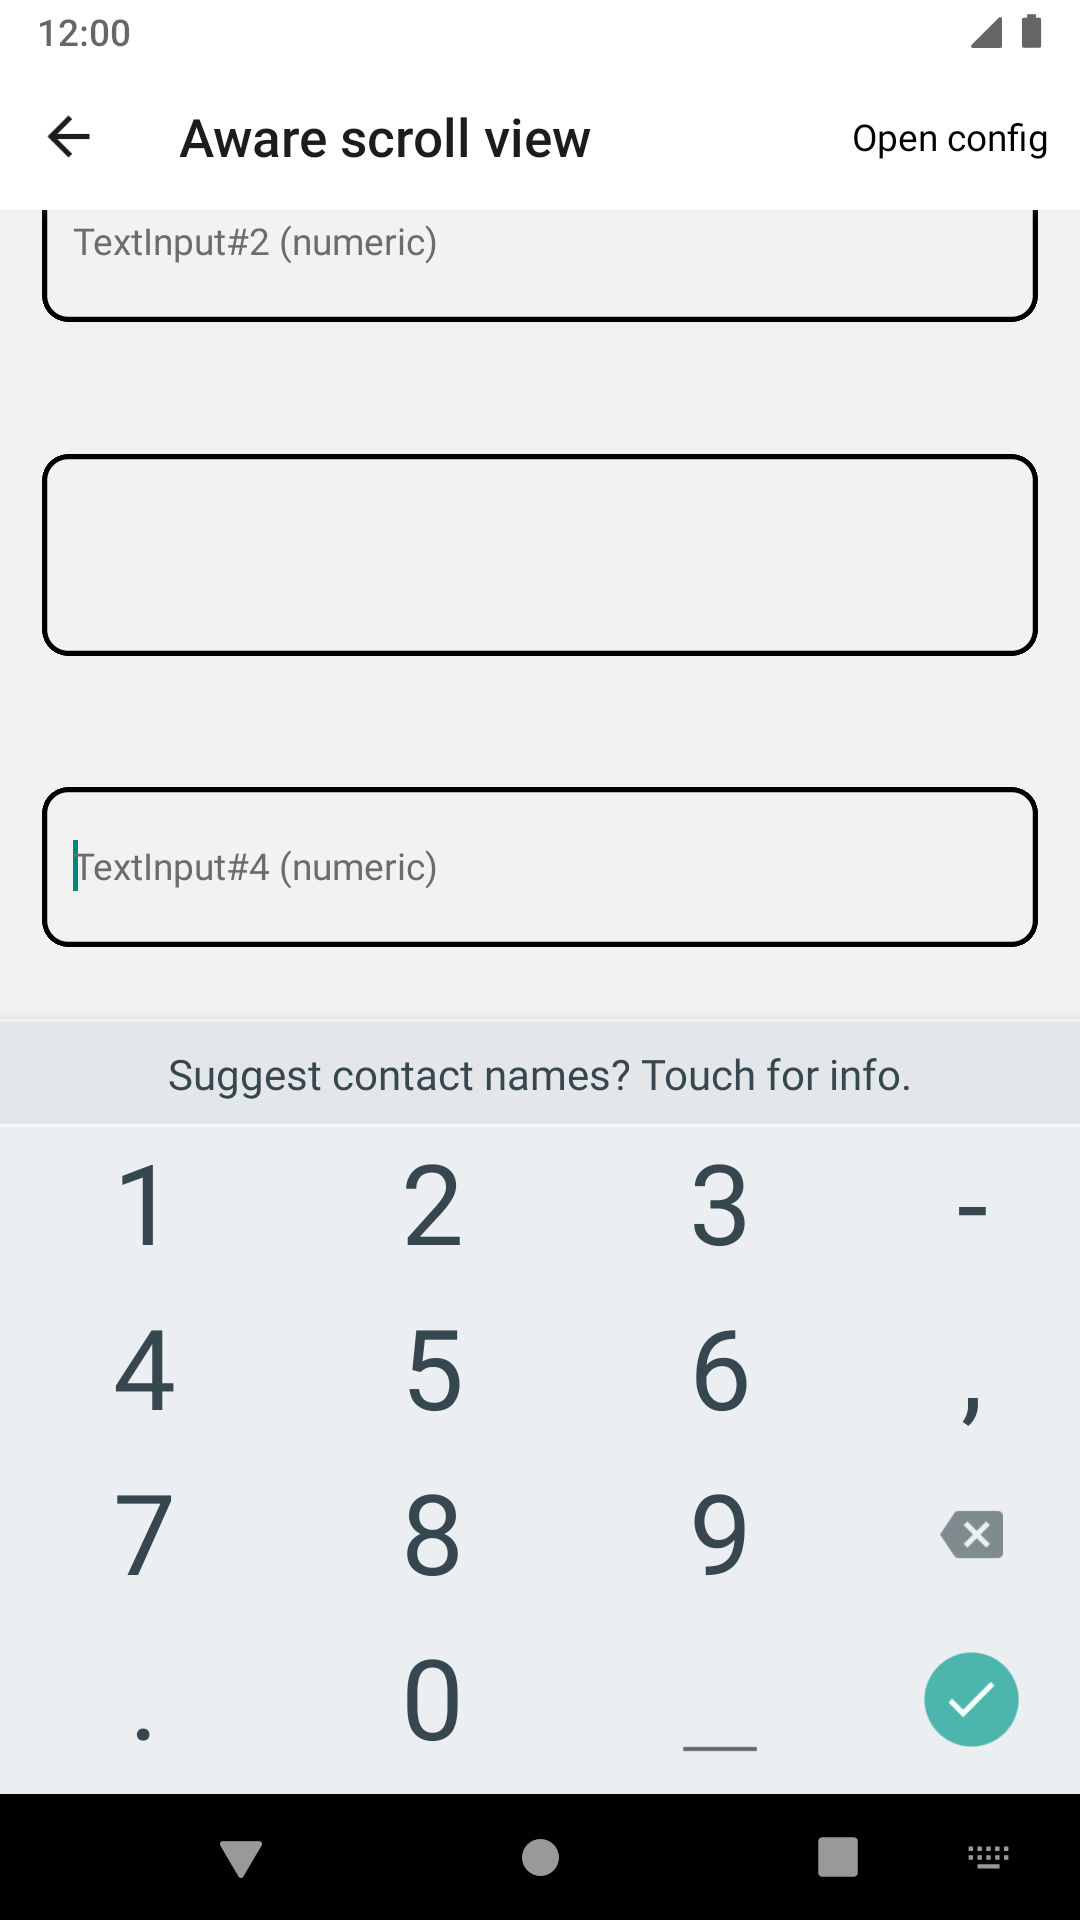 12:00
Aware scroll view
Open config
TextInput#2 (numeric)
TextInput#4 (numeric)
Suggest contact names? Touch for info.
1 2 3 -
4 5 6 ,
7 8 9
. 0